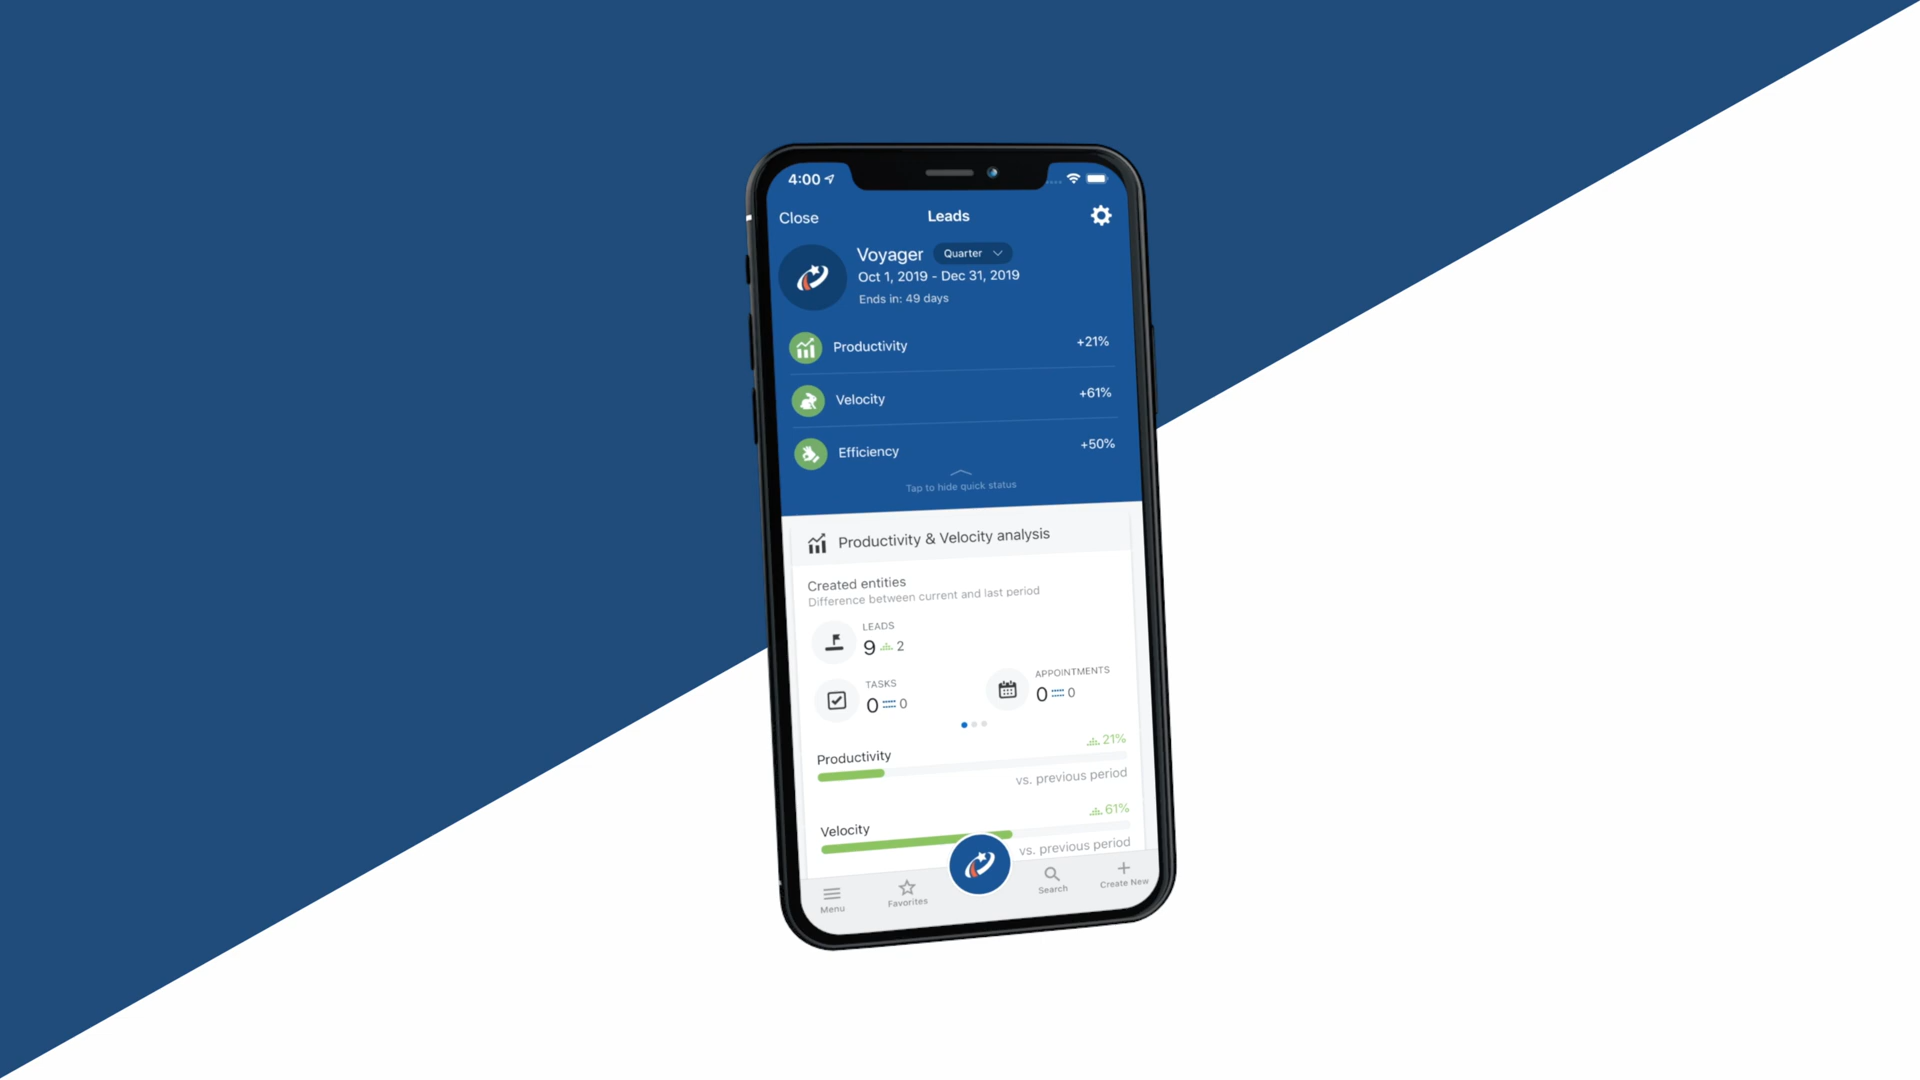 4:00
Close
Leads
Voyager
Quarter
Oct 1, 2019 - Dec 31, 2019
Ends in: 49 days
Productivity
+21%
Velocity
+61%
Efficiency
+50%
Tap to hide quick status
Productivity & Velocity analysis
Created entities
Difference between current and last period
LEADS
9 2
TASKS
0 0
APPOINTMENTS
0 0
Productivity
21%
vs. previous period
Velocity
61%
vs. previous period
Menu
Favorites
Search
Create New